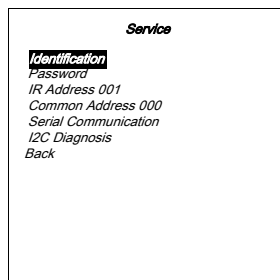 Service
Identification
Password
IR Address 001
Common Address 000
Serial Communication
I2C Diagnosis
Back